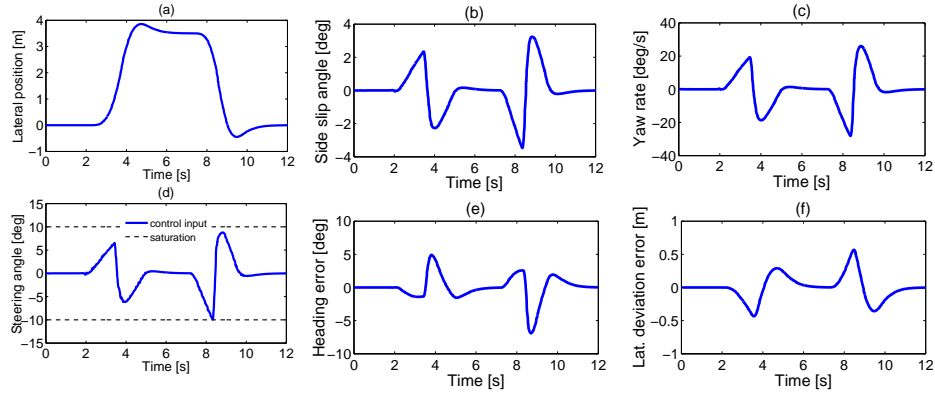 (a)
Lateral position [m]
4
3
2
1
0
−1
0 2 4 6 8 10 12
Time [s]
(b)
Side slip angle [deg]
4
2
0
−2
−4
0 2 4 6 8 10 12
Time [s]
(c)
Yaw rate [deg/s]
40
20
0
−20
−40
0 2 4 6 8 10 12
Time [s]
(d)
Steering angle [deg]
15
10
5
0
−5
−10
−15
control input
saturation
0 2 4 6 8 10 12
Time [s]
(e)
Heading error [deg]
10
5
0
−5
−10
0 2 4 6 8 10 12
Time [s]
(f)
Lat. deviation error [m]
1
0.5
0
−0.5
−1
0 2 4 6 8 10 12
Time [s]